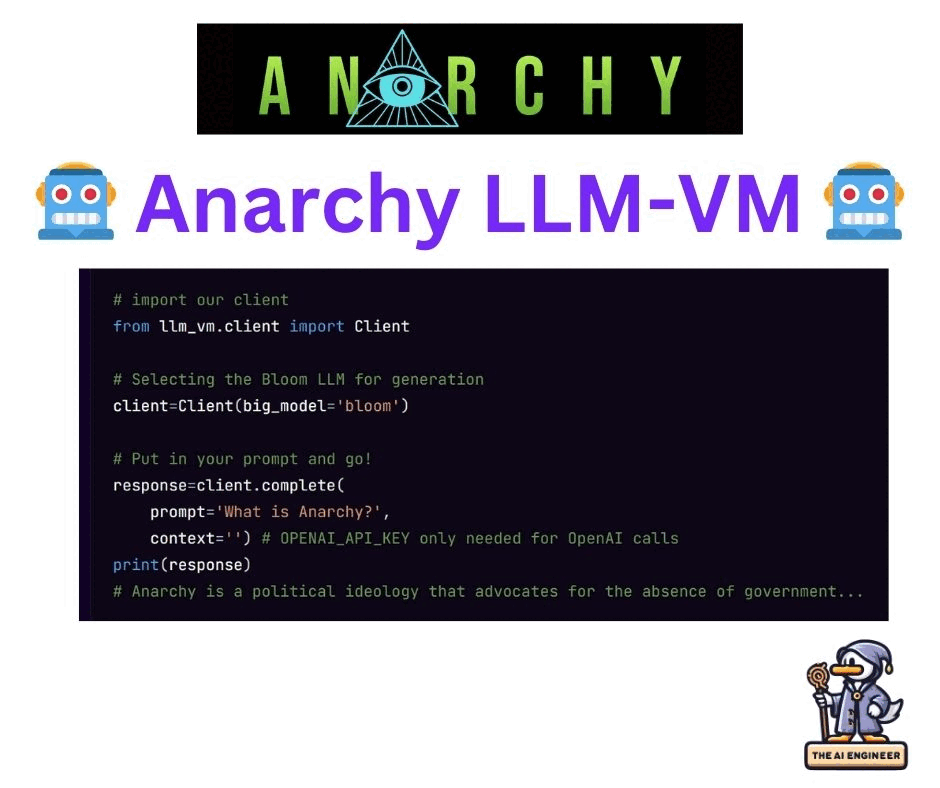 ANARCHY
Anarchy LLM-VM
# import our client
from llm_vm.client import Client
# Selecting the Bloom LLM for generation
client=Client(big_model='bloom')
# Put in your prompt and go!
response=client.complete(
    prompt='What is Anarchy?',
    context='') # OPENAI_API_KEY only needed for OpenAI calls
print(response)
# Anarchy is a political ideology that advocates for the absence of government...
THE AI ENGINEER